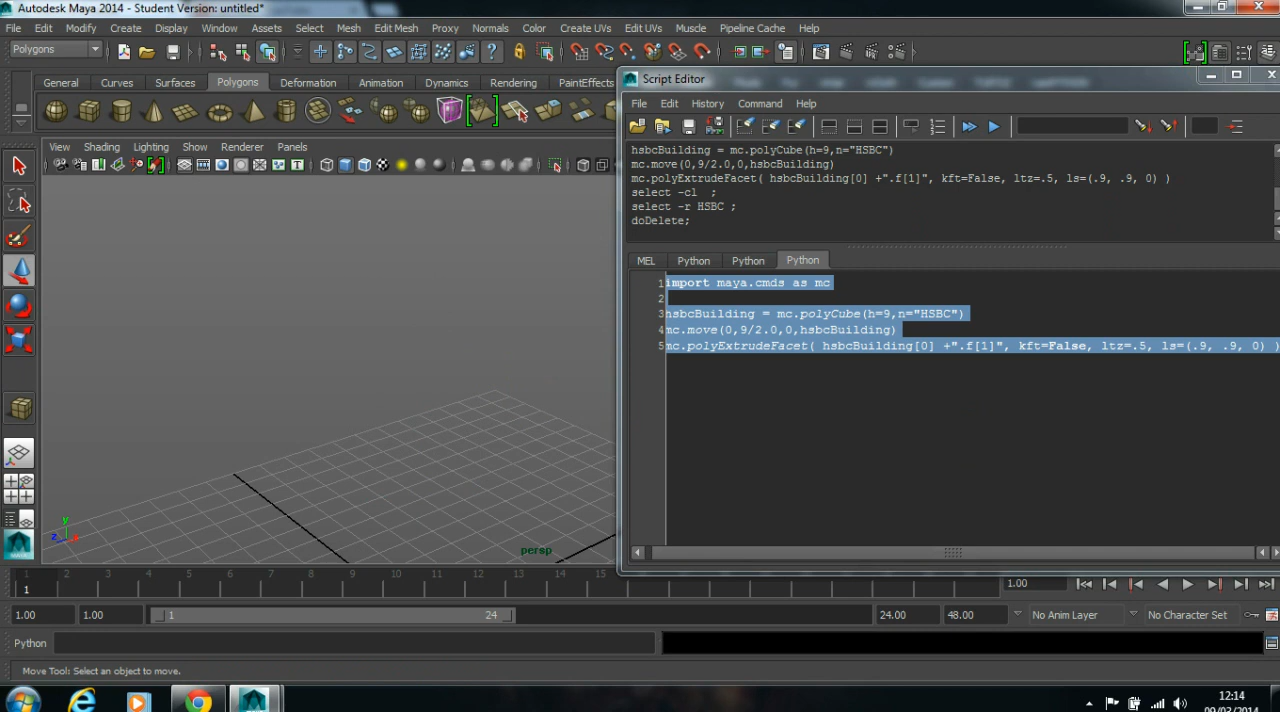 Autodesk Maya 2014 - Student Version: untitled*
File Edit Modify Create Display Window Assets Select Mesh Edit Mesh Proxy Normals Color Create UVs Edit UVs Muscle Pipeline Cache Help
Polygons
General Curves Surfaces Polygons Deformation Animation Dynamics Rendering PaintEffects
View Shading Lighting Show Renderer Panels
persp
y
z x
Script Editor
File Edit History Command Help
hsbcBuilding = mc.polyCube(h=9,n="HSBC")
mc.move(0,9/2.0,0,hsbcBuilding)
mc.polyExtrudeFacet( hsbcBuilding[0] +".f[1]", kft=False, ltz=.5, ls=(.9, .9, 0) )
select -cl  ;
select -r HSBC ;
doDelete;
MEL Python Python Python
1 import maya.cmds as mc
2
3 hsbcBuilding = mc.polyCube(h=9,n="HSBC")
4 mc.move(0,9/2.0,0,hsbcBuilding)
5 mc.polyExtrudeFacet( hsbcBuilding[0] +".f[1]", kft=False, ltz=.5, ls=(.9, .9, 0) )
1 2 3 4 5 6 7 8 9 10 11 12 13 14 15
1 1.00
1.00 1.00 1 24 24.00 48.00 No Anim Layer No Character Set
Python
Move Tool: Select an object to move.
12:14
09/03/2014